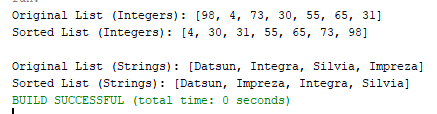 run:
Original List (Integers): [98, 4, 73, 30, 55, 65, 31]
Sorted List (Integers): [4, 30, 31, 55, 65, 73, 98]
Original List (Strings): [Datsun, Integra, Silvia, Impreza]
Sorted List (Strings): [Datsun, Impreza, Integra, Silvia]
BUILD SUCCESSFUL (total time: 0 seconds)